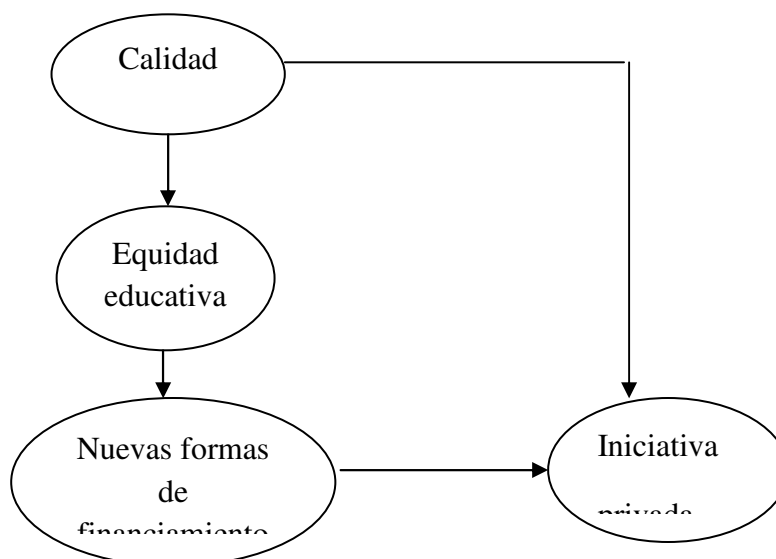 Calidad
Equidad
educativa
Nuevas formas
de
financiamiento
Iniciativa
privada